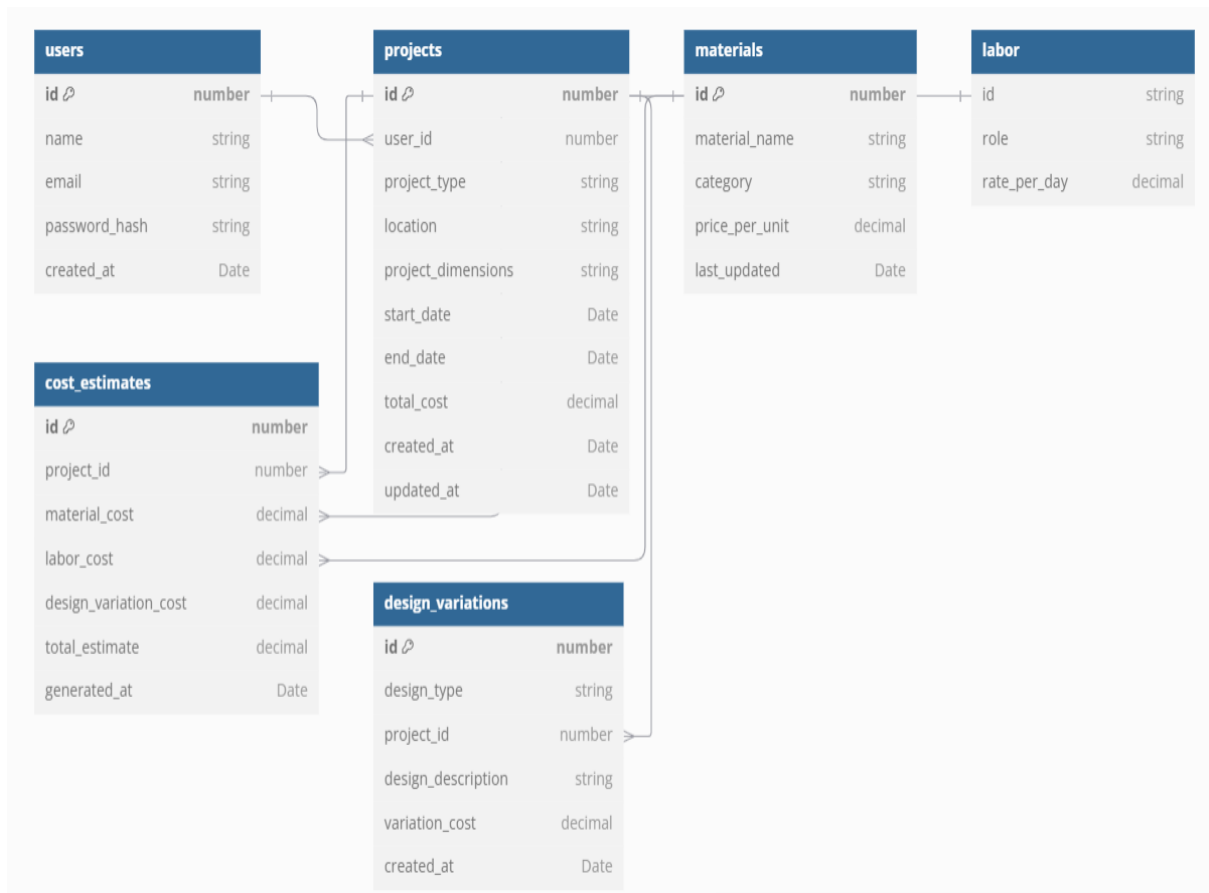 users
id number
name string
email string
password_hash string
created_at Date
projects
id number
user_id number
project_type string
location string
project_dimensions string
start_date Date
end_date Date
total_cost decimal
created_at Date
updated_at Date
materials
id number
material_name string
category string
price_per_unit decimal
last_updated Date
labor
id string
role string
rate_per_day decimal
cost_estimates
id number
project_id number
material_cost decimal
labor_cost decimal
design_variation_cost decimal
total_estimate decimal
generated_at Date
design_variations
id number
design_type string
project_id number
design_description string
variation_cost decimal
created_at Date